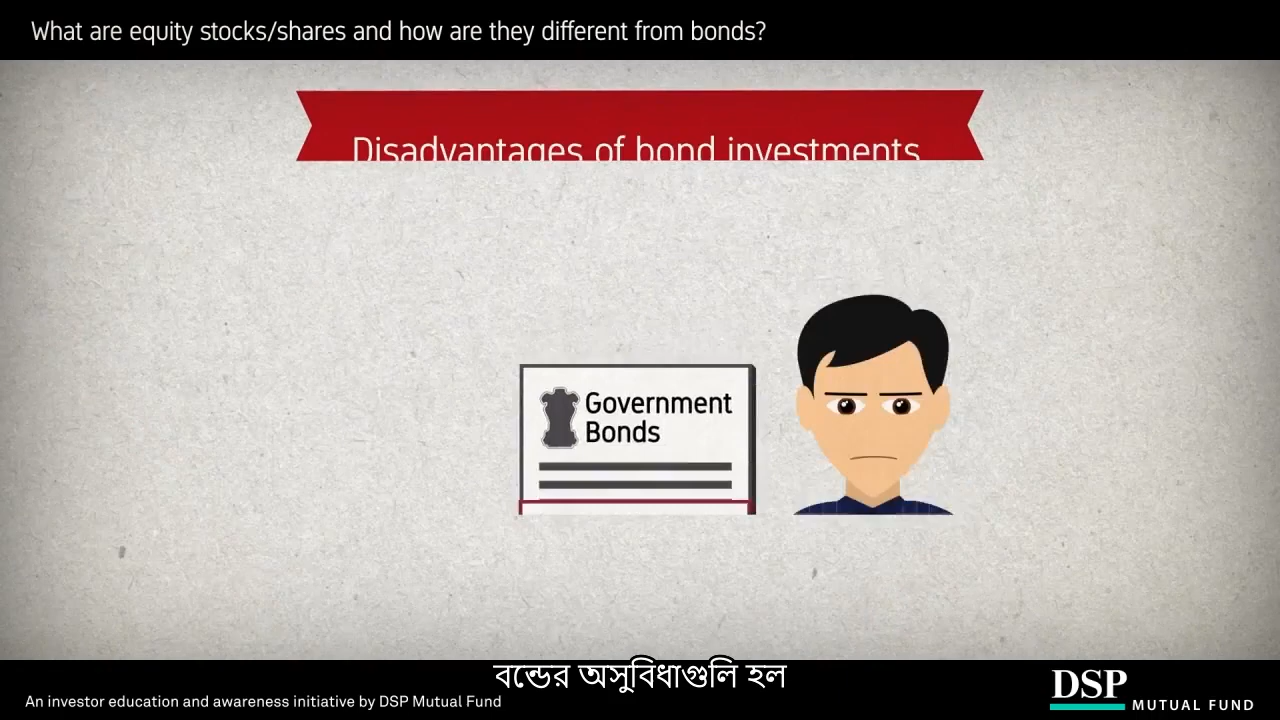 What are equity stocks/shares and how are they different from bonds?
Disadvantages of bond investments
Government
Bonds
বন্ডের অসুবিধাগুলি হল
An investor education and awareness initiative by DSP Mutual Fund
DSP
MUTUAL FUND